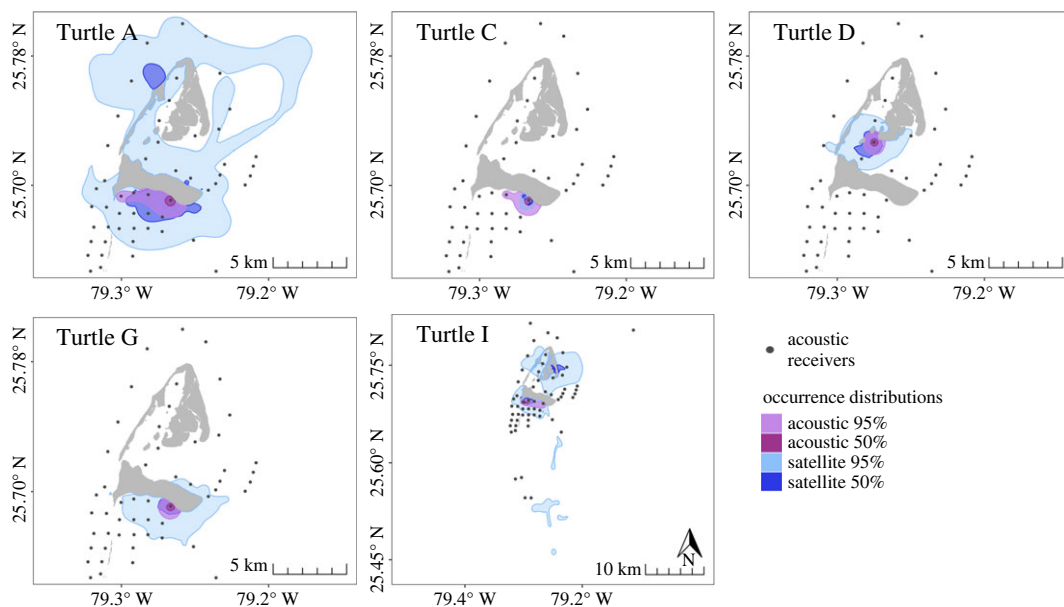 Turtle A
25.78° N
25.70° N
5 km
79.3° W
79.2° W
Turtle C
25.78° N
25.70° N
5 km
79.3° W
79.2° W
Turtle D
25.78° N
25.70° N
5 km
79.3° W
79.2° W
Turtle G
25.78° N
25.70° N
5 km
79.3° W
79.2° W
Turtle I
25.75° N
25.60° N
25.45° N
N
10 km
79.4° W
79.2° W
acoustic
receivers
occurrence distributions
acoustic 95%
acoustic 50%
satellite 95%
satellite 50%